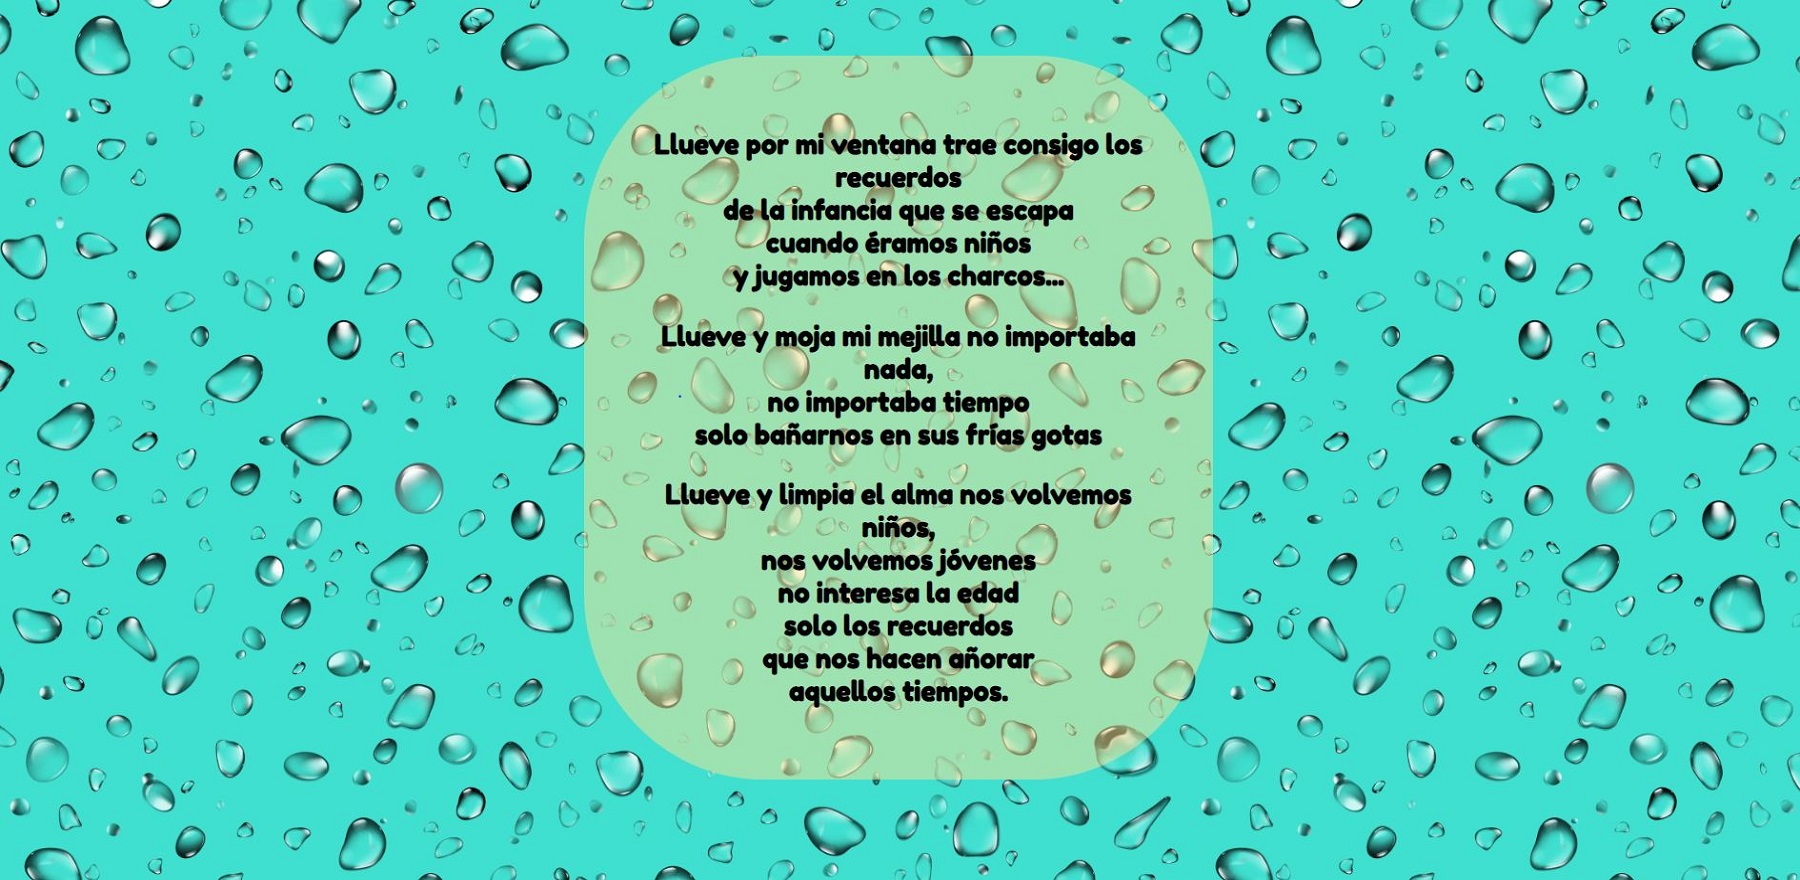 Llueve por mi ventana trae consigo los
recuerdos
de la infancia que se escapa
cuando éramos niños
y jugamos en los charcos...
Llueve y moja mi mejilla no importaba
nada,
no importaba tiempo
solo bañarnos en sus frías gotas
Llueve y limpia el alma nos volvemos
niños,
nos volvemos jóvenes
no interesa la edad
solo los recuerdos
que nos hacen añorar
aquellos tiempos.